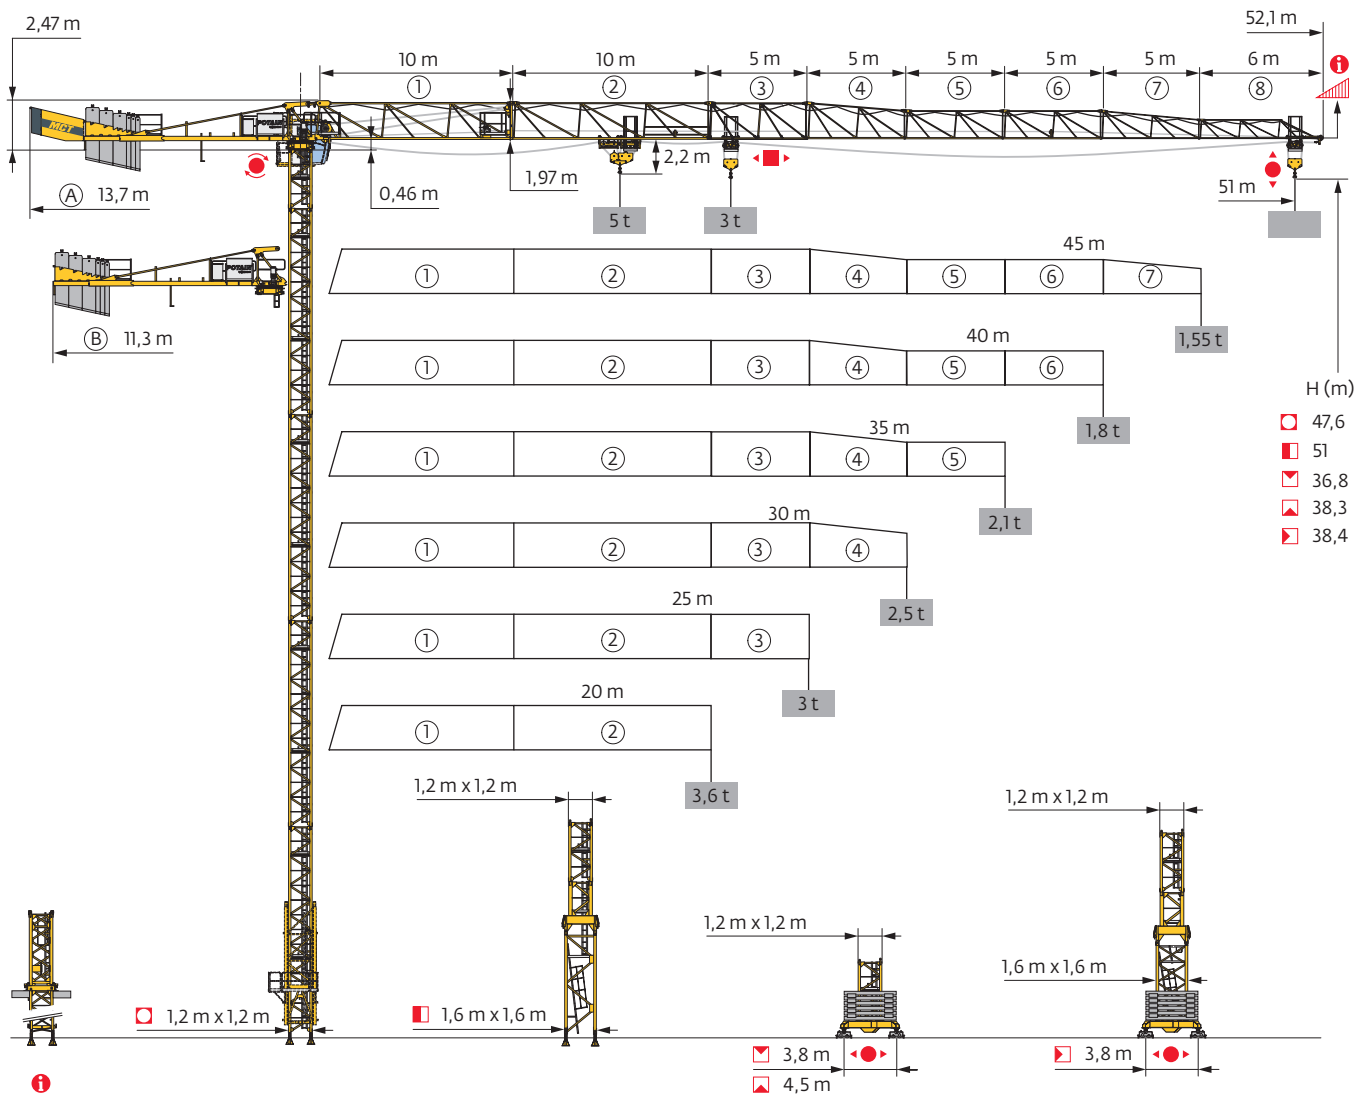 2,47 m
52,1 m
10 m
10 m
5 m
5 m
5 m
5 m
5 m
6 m
1
2
3
4
5
6
7
8
i
MCT
POTAIN
2,2 m
A 13,7 m
0,46 m
1,97 m
51 m
5 t
3 t
45 m
1
2
3
4
5
6
7
1,55 t
POTAIN
B 11,3 m
40 m
1
2
3
4
5
6
1,8 t
H (m)
47,6
51
36,8
38,3
38,4
35 m
1
2
3
4
5
2,1 t
30 m
1
2
3
4
2,5 t
25 m
1
2
3
3 t
20 m
1
2
3,6 t
1,2 m x 1,2 m
1,2 m x 1,2 m
1,2 m x 1,2 m
1,6 m x 1,6 m
1,2 m x 1,2 m
1,6 m x 1,6 m
3,8 m
4,5 m
3,8 m
i